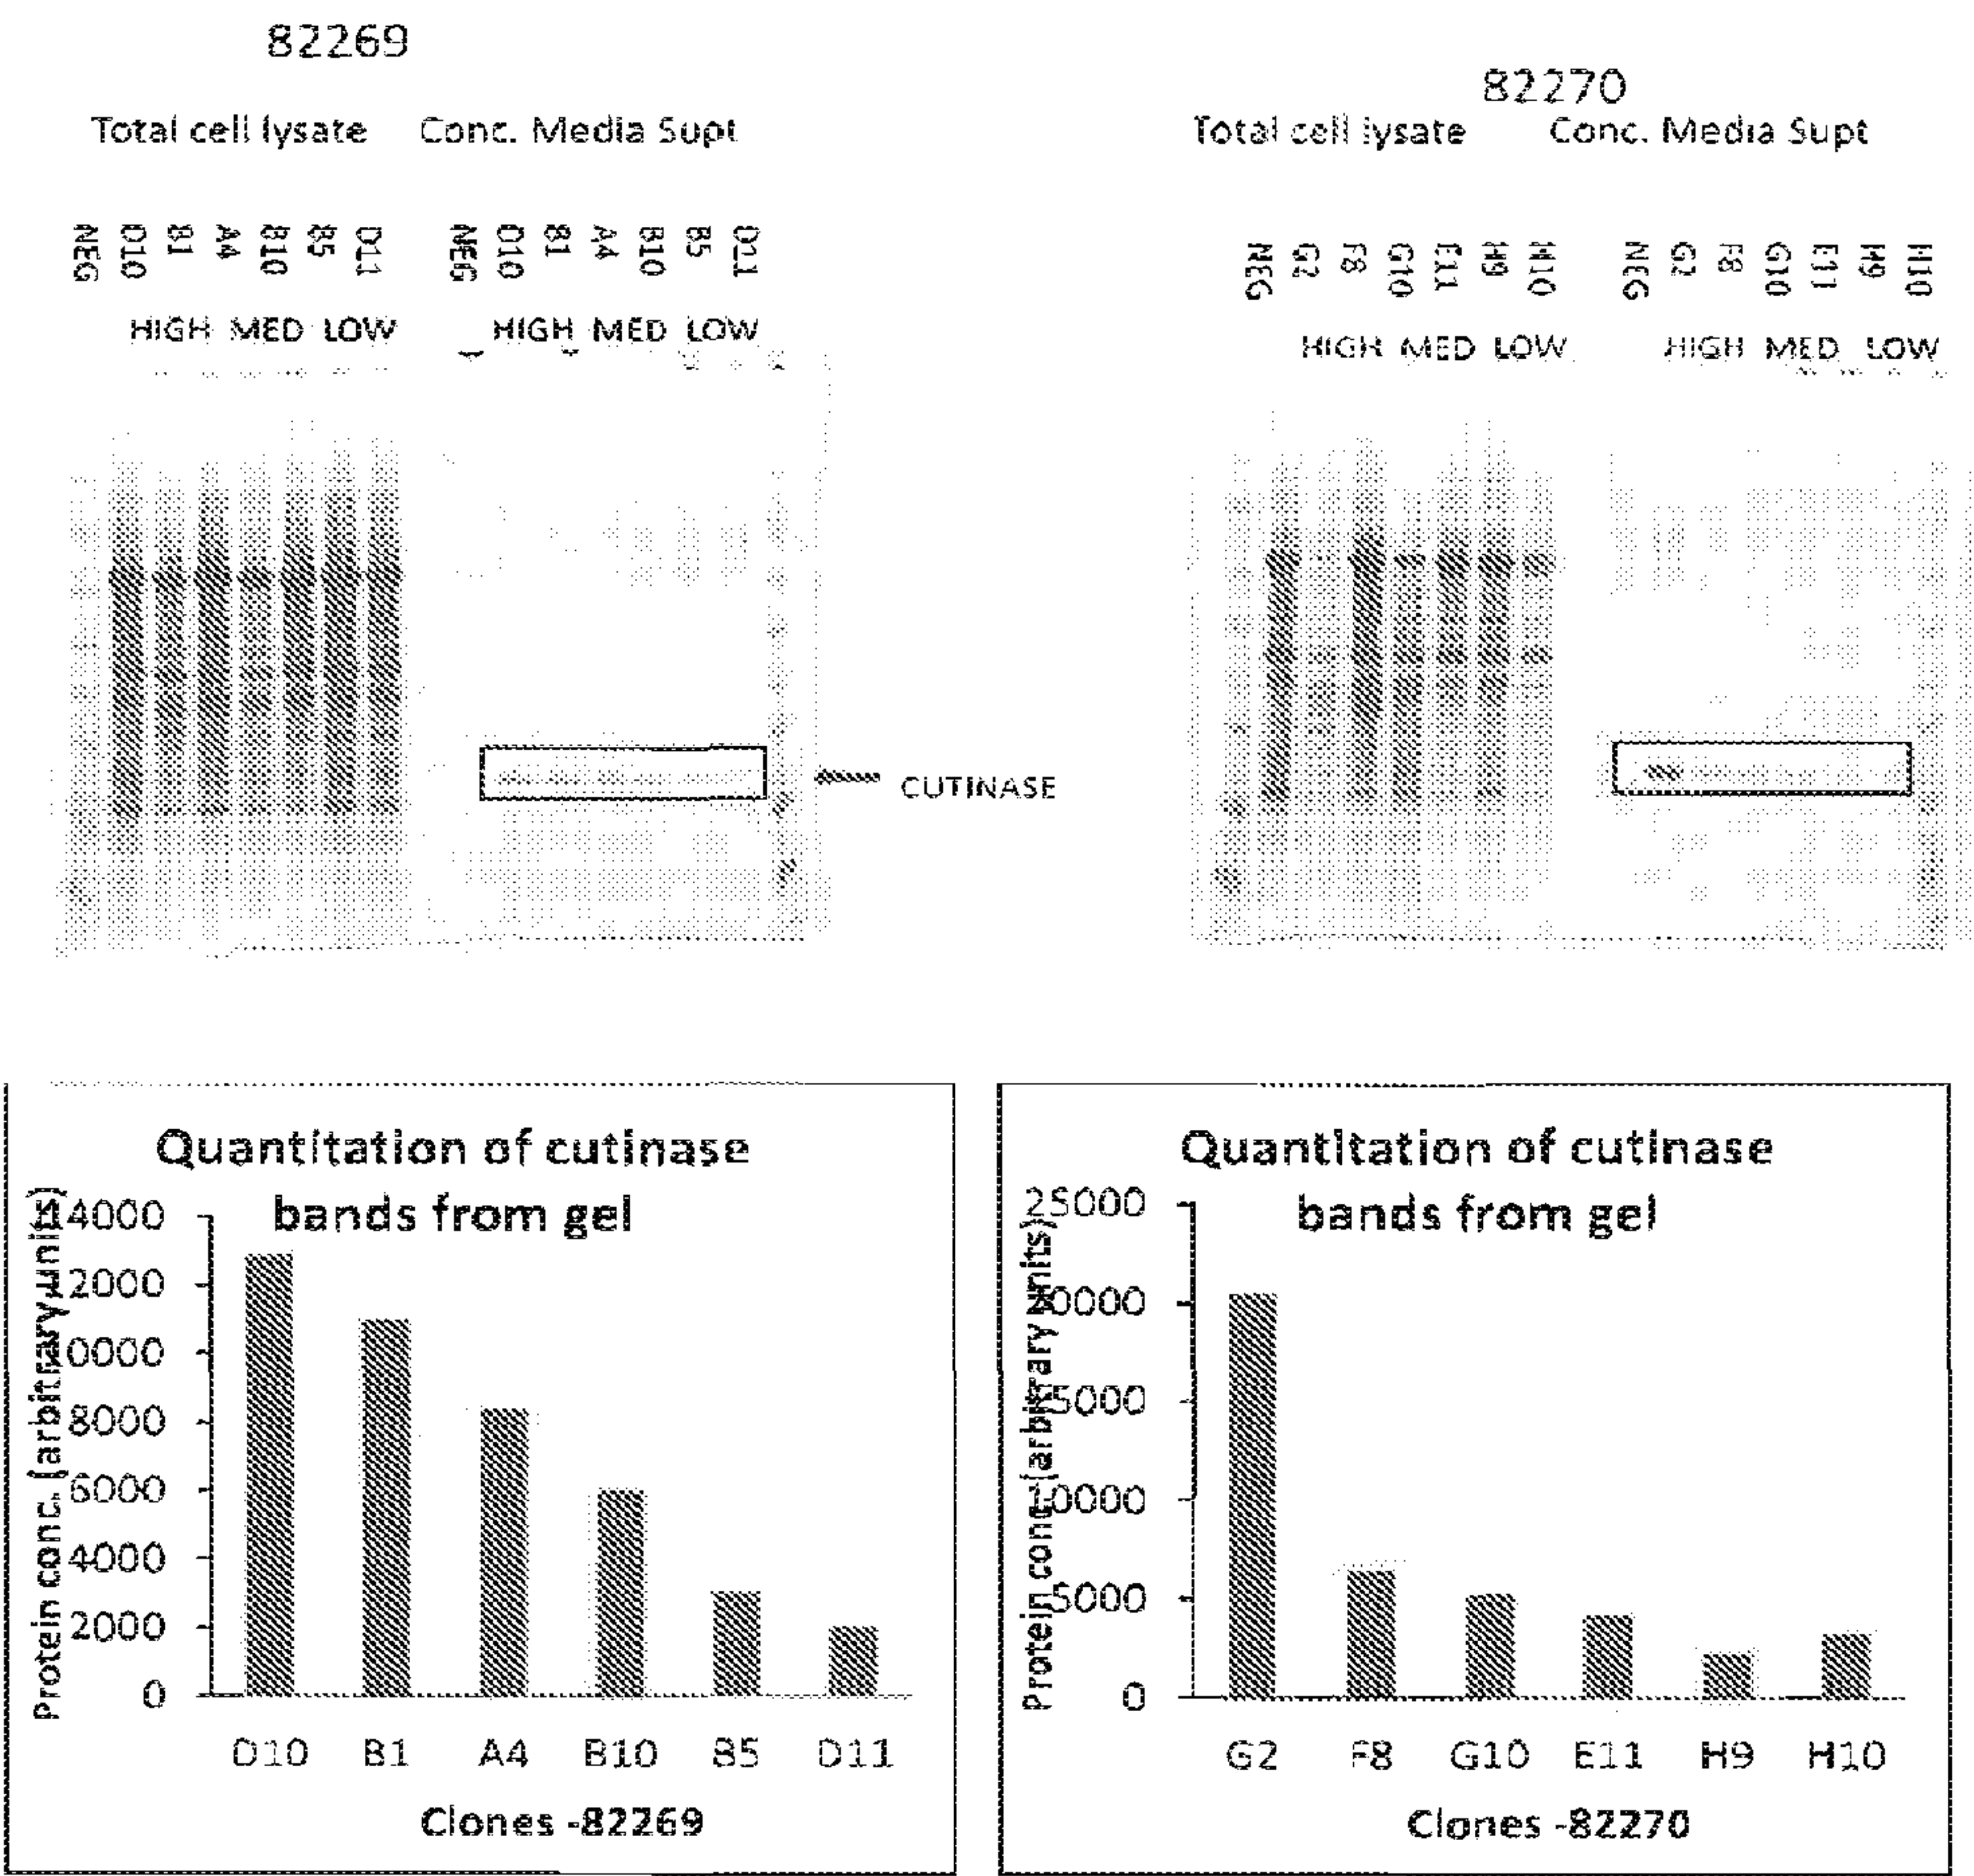 82269
Total cell lysate Conc. Media Supt
NEG D10 B1 A4 B10 B5 D11 NEG D10 B1 A4 B10 B5 D11
HIGH MED LOW HIGH MED LOW
CUTINASE
82270
Total cell lysate Conc. Media Supt
NEG G2 F8 G10 E11 H9 H10 NEG G2 F8 G10 E11 H9 H10
HIGH MED LOW HIGH MED LOW
Quantitation of cutinase
bands from gel
Protein conc. (arbitrary units)
14000
12000
10000
8000
6000
4000
2000
0
D10 B1 A4 B10 B5 D11
Clones -82269
Quantitation of cutinase
bands from gel
Protein conc. (arbitrary units)
25000
20000
15000
10000
5000
0
G2 F8 G10 E11 H9 H10
Clones -82270